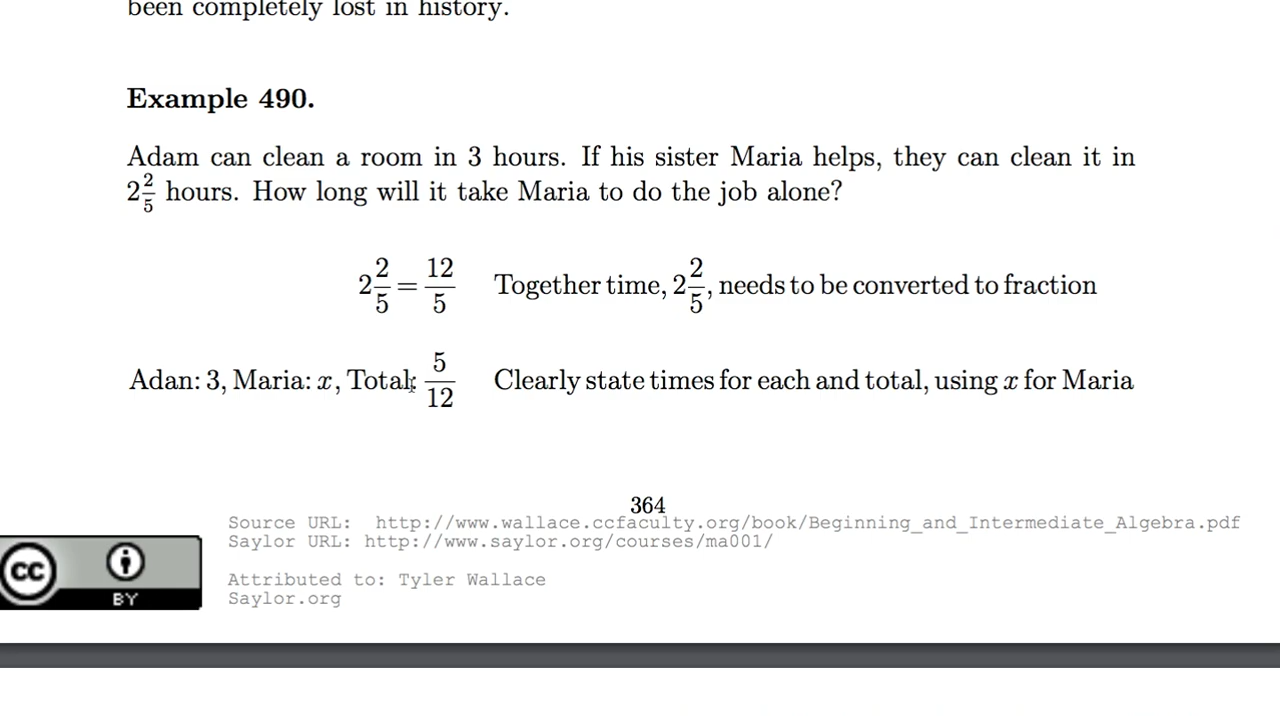 been completely lost in history.
Example 490.
Adam can clean a room in 3 hours. If his sister Maria helps, they can clean it in
2 2/5 hours. How long will it take Maria to do the job alone?
2 2/5 = 12/5 Together time, 2 2/5, needs to be converted to fraction
Adan: 3, Maria: x, Total: 5/12 Clearly state times for each and total, using x for Maria
364
Source URL: http://www.wallace.ccfaculty.org/book/Beginning_and_Intermediate_Algebra.pdf
Saylor URL: http://www.saylor.org/courses/ma001/
Attributed to: Tyler Wallace
Saylor.org
cc
BY